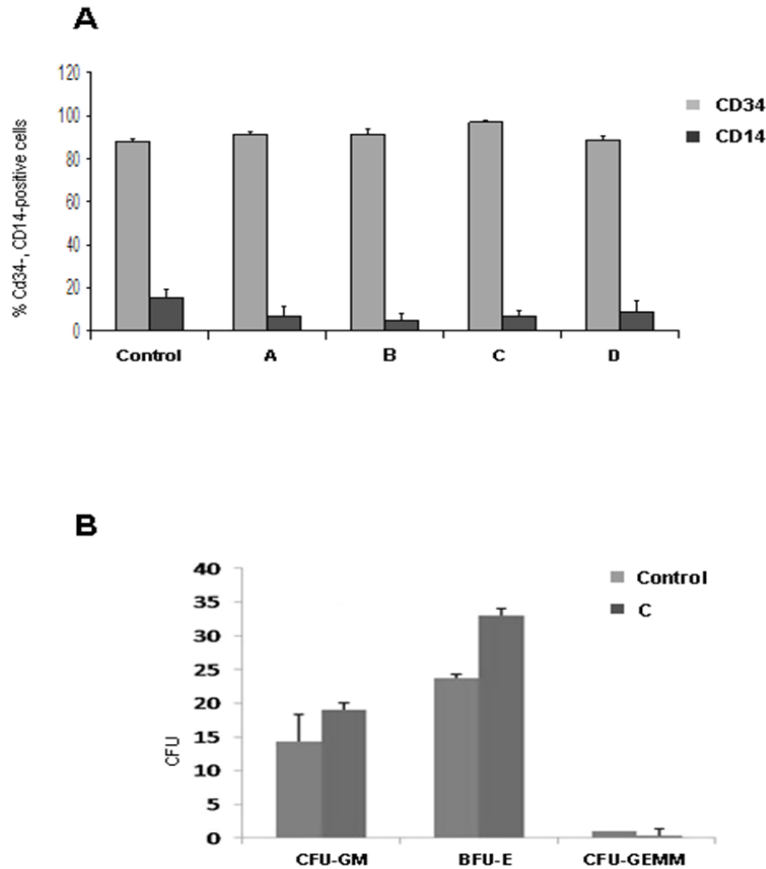 A
% Cd34-, CD14-positive cells
120
100
80
60
40
20
0
Control A B C D
CD34
CD14
B
CFU
40
35
30
25
20
15
10
5
0
CFU-GM BFU-E CFU-GEMM
Control
C